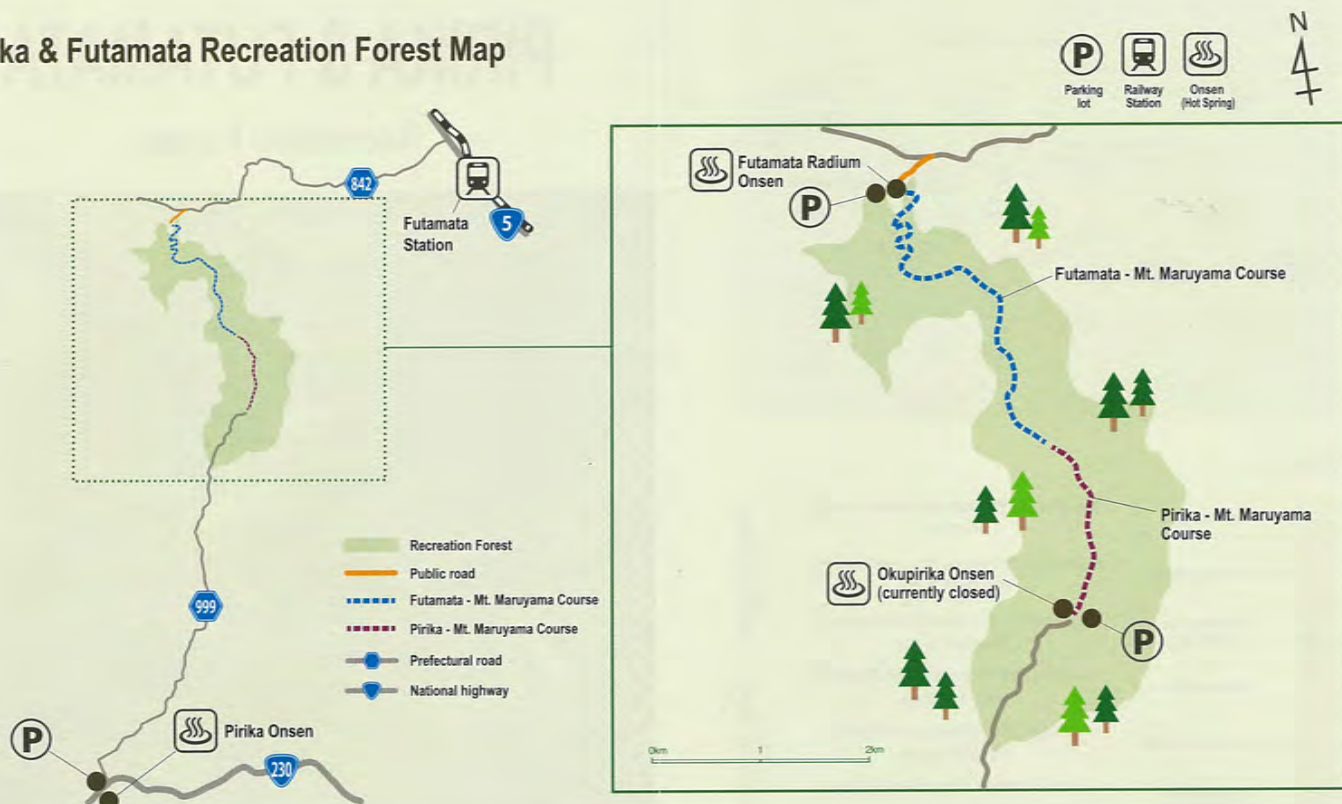 ka & Futamata Recreation Forest Map
N
P
Parking
lot
Railway
Station
Onsen
(Hot Spring)
842
Futamata
Station
5
Futamata Radium
Onsen
P
Futamata - Mt. Maruyama Course
Pirika - Mt. Maruyama
Course
Okupirika Onsen
(currently closed)
P
Recreation Forest
Public road
Futamata - Mt. Maruyama Course
Pirika - Mt. Maruyama Course
Prefectural road
National highway
999
P
Pirika Onsen
230
0km
1
2km